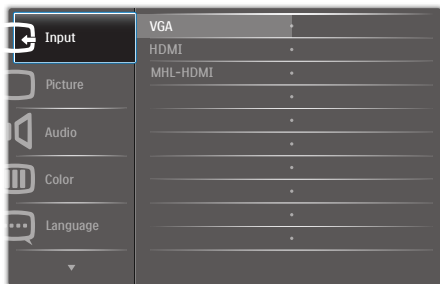 Input
Picture
Audio
Color
Language
VGA
HDMI
MHL-HDMI